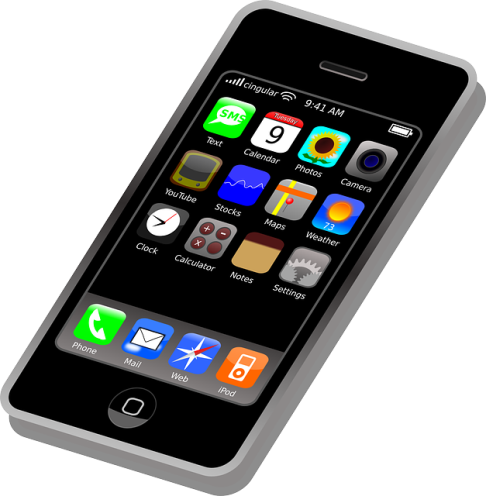 cingular 9:41 AM
SMS
Tuesday
9
Text Calendar Photos Camera
73
YouTube Stocks Maps Weather
Clock Calculator Notes Settings
Phone Mail Web iPod